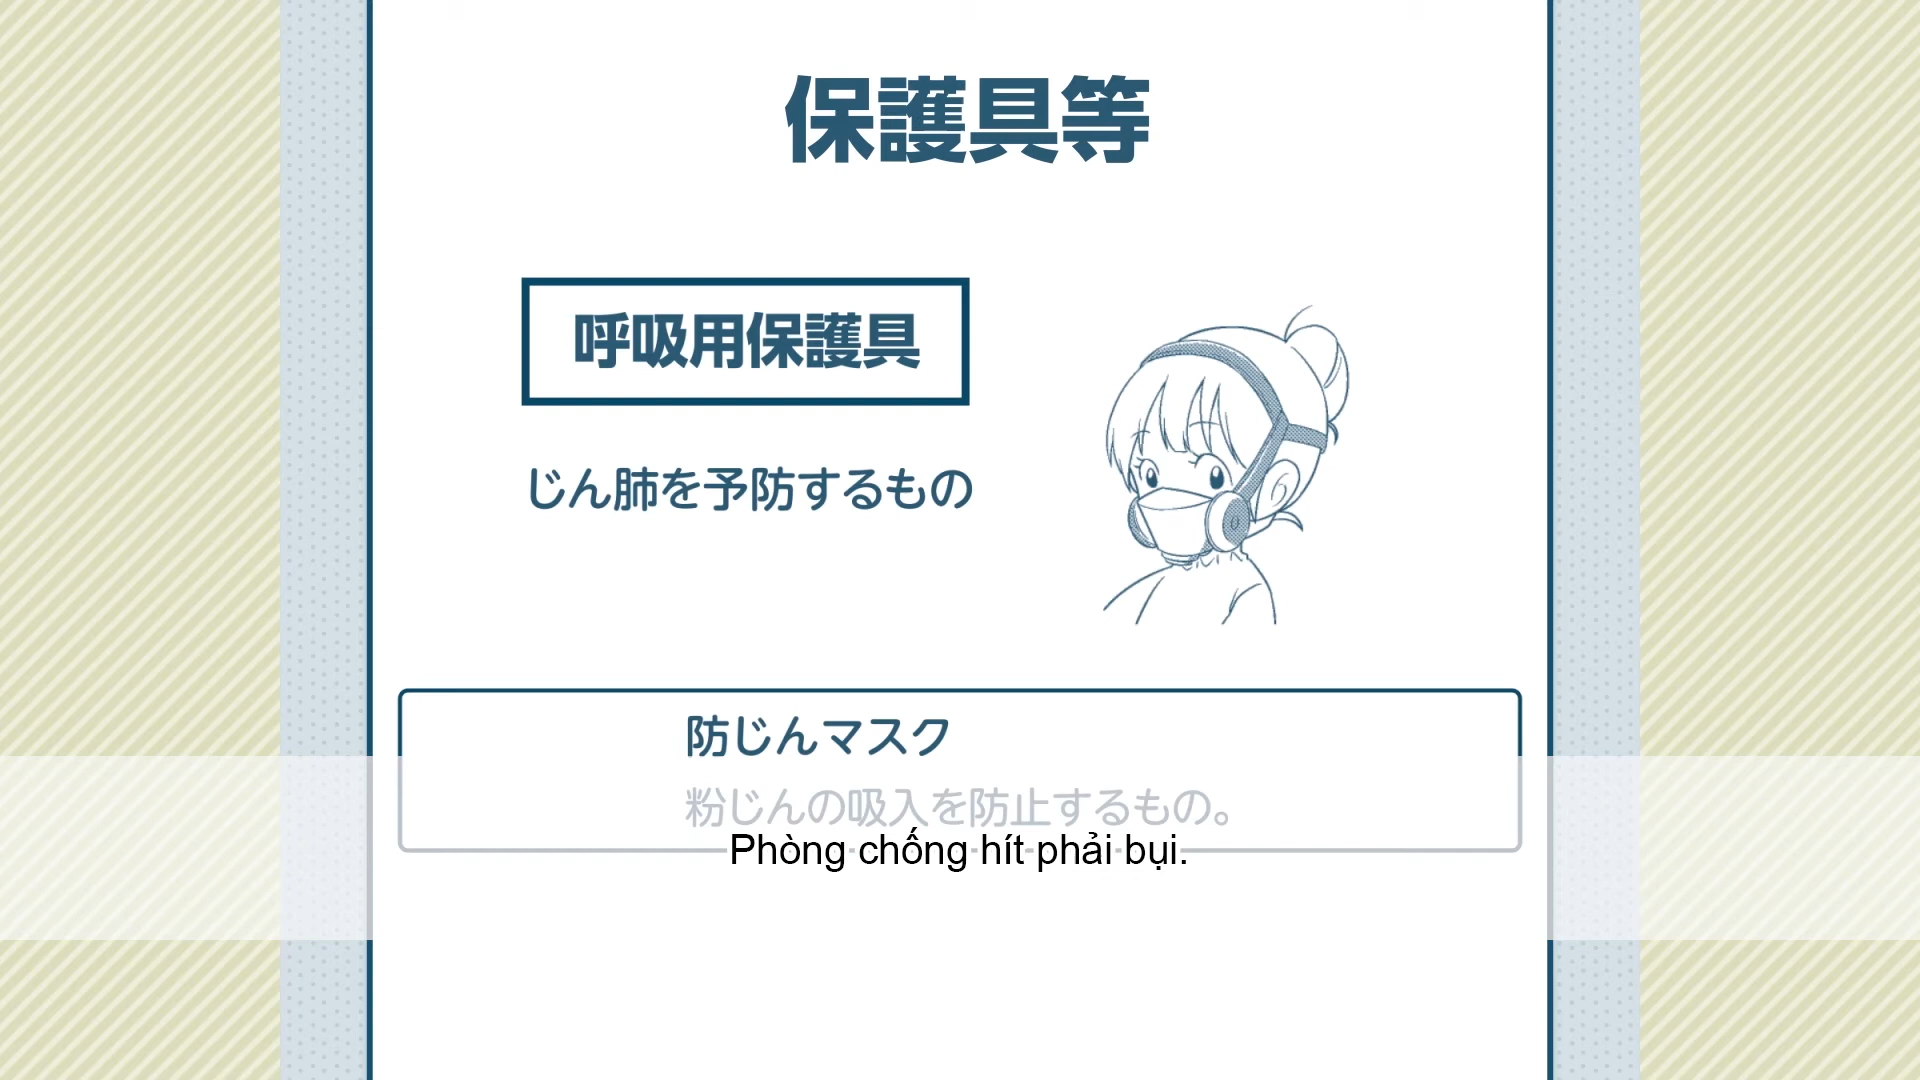 保護具等
呼吸用保護具
じん肺を予防するもの
防じんマスク
粉じんの吸入を防止するもの。
Phòng chống hít phải bụi.